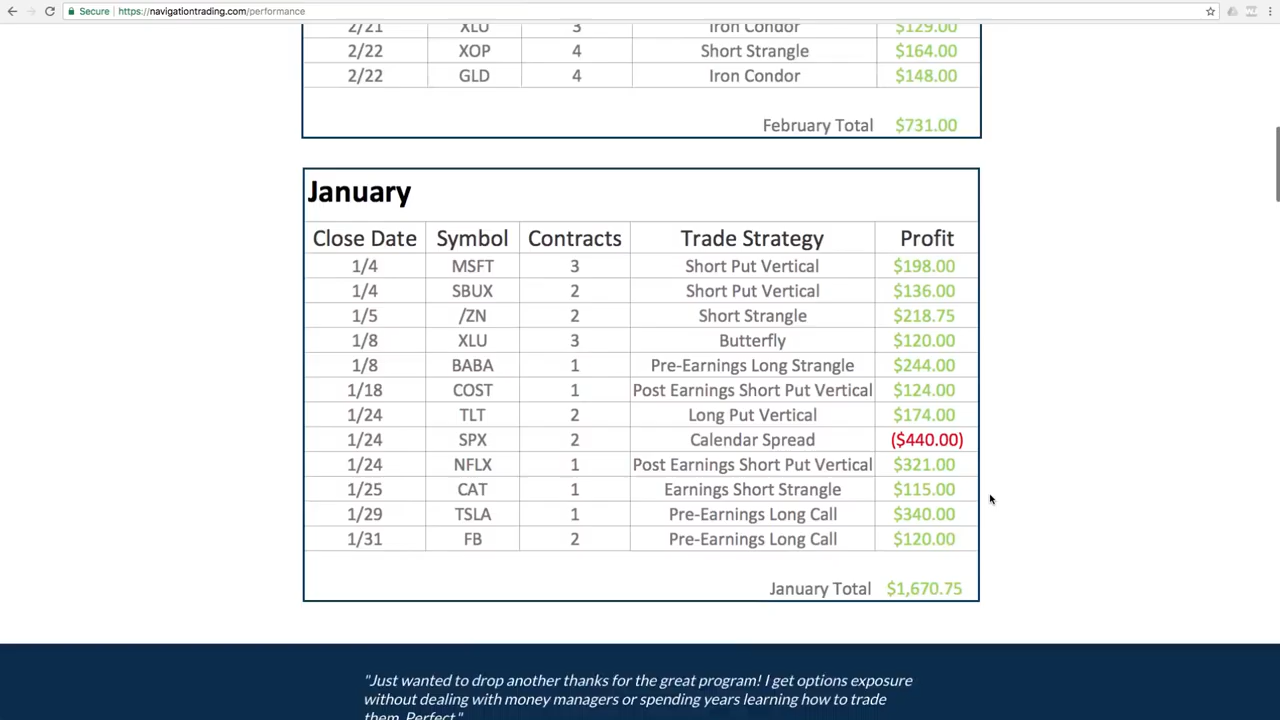 Secure https://navigationtrading.com/performance
2/21 XLU 3 Iron Condor $129.00
2/22 XOP 4 Short Strangle $164.00
2/22 GLD 4 Iron Condor $148.00
February Total $731.00
January
Close Date Symbol Contracts Trade Strategy Profit
1/4 MSFT 3 Short Put Vertical $198.00
1/4 SBUX 2 Short Put Vertical $136.00
1/5 /ZN 2 Short Strangle $218.75
1/8 XLU 3 Butterfly $120.00
1/8 BABA 1 Pre-Earnings Long Strangle $244.00
1/18 COST 1 Post Earnings Short Put Vertical $124.00
1/24 TLT 2 Long Put Vertical $174.00
1/24 SPX 2 Calendar Spread ($440.00)
1/24 NFLX 1 Post Earnings Short Put Vertical $321.00
1/25 CAT 1 Earnings Short Strangle $115.00
1/29 TSLA 1 Pre-Earnings Long Call $340.00
1/31 FB 2 Pre-Earnings Long Call $120.00
January Total $1,670.75
"Just wanted to drop another thanks for the great program! I get options exposure
without dealing with money managers or spending years learning how to trade
them. Perfect."